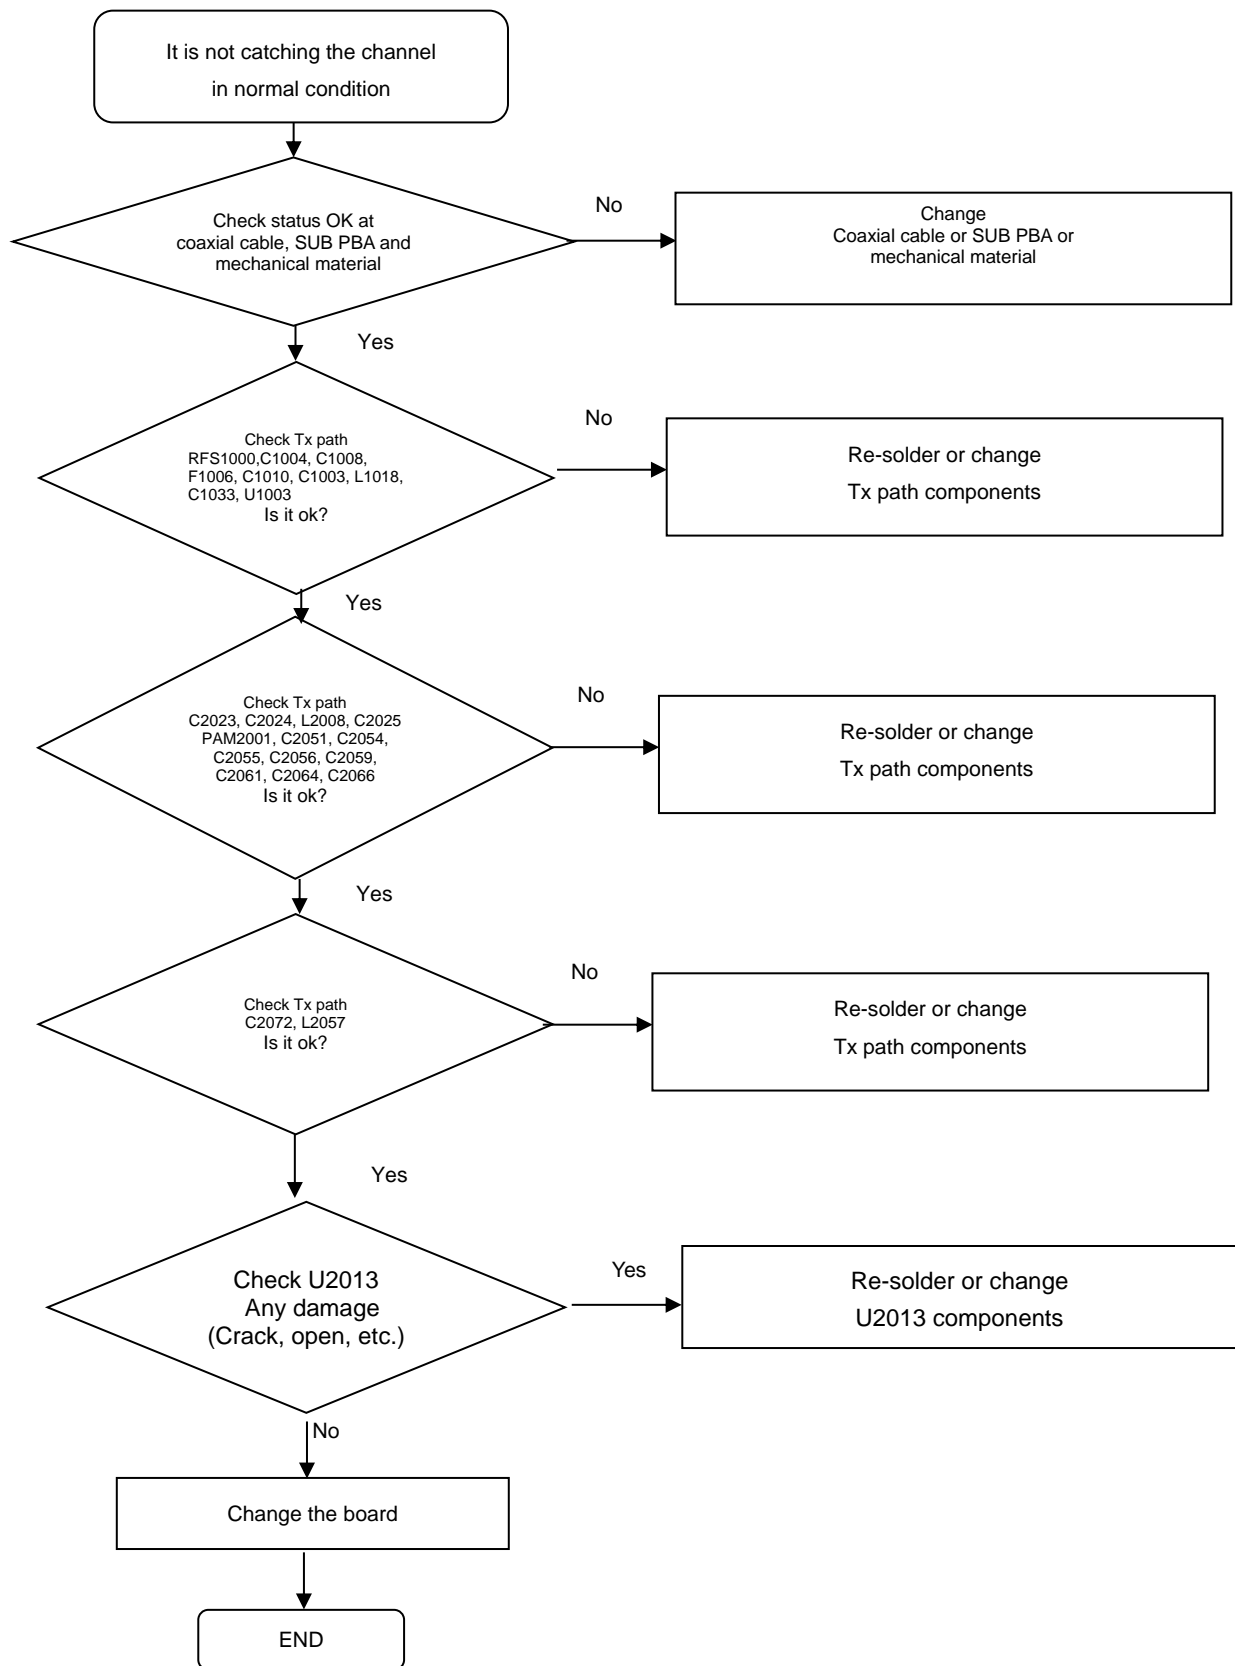 It is not catching the channel
in normal condition
Check status OK at
coaxial cable, SUB PBA and
mechanical material
No
Change
Coaxial cable or SUB PBA or
mechanical material
Yes
Check Tx path
RFS1000,C1004, C1008,
F1006, C1010, C1003, L1018,
C1033, U1003
Is it ok?
No
Re-solder or change
Tx path components
Yes
Check Tx path
C2023, C2024, L2008, C2025
PAM2001, C2051, C2054,
C2055, C2056, C2059,
C2061, C2064, C2066
Is it ok?
No
Re-solder or change
Tx path components
Yes
Check Tx path
C2072, L2057
Is it ok?
No
Re-solder or change
Tx path components
Yes
Check U2013
Any damage
(Crack, open, etc.)
Yes
Re-solder or change
U2013 components
No
Change the board
END